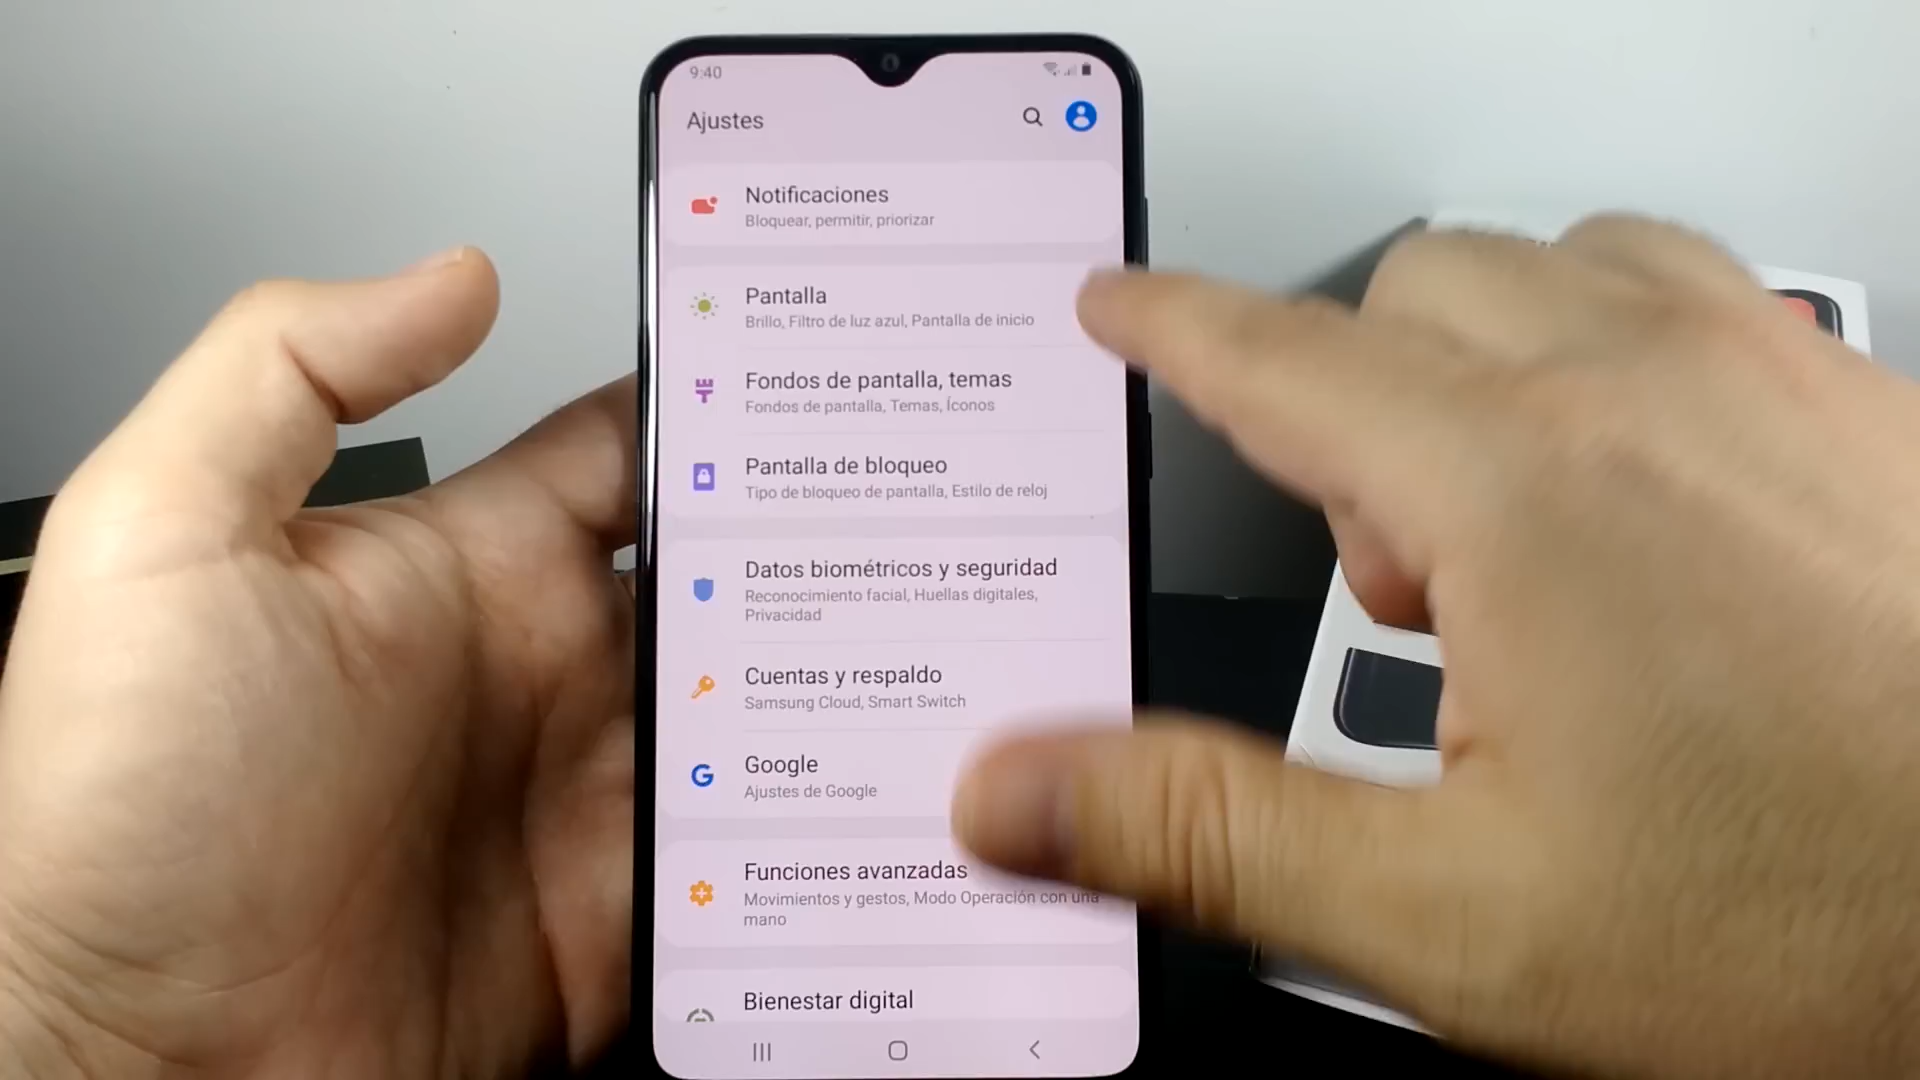 9:40
Ajustes
Notificaciones
Bloquear, permitir, priorizar
Pantalla
Brillo, Filtro de luz azul, Pantalla de inicio
Fondos de pantalla, temas
Fondos de pantalla, Temas, Íconos
Pantalla de bloqueo
Tipo de bloqueo de pantalla, Estilo de reloj
Datos biométricos y seguridad
Reconocimiento facial, Huellas digitales,
Privacidad
Cuentas y respaldo
Samsung Cloud, Smart Switch
G
Google
Ajustes de Google
Funciones avanzadas
Movimientos y gestos, Modo Operación con una
mano
Bienestar digital